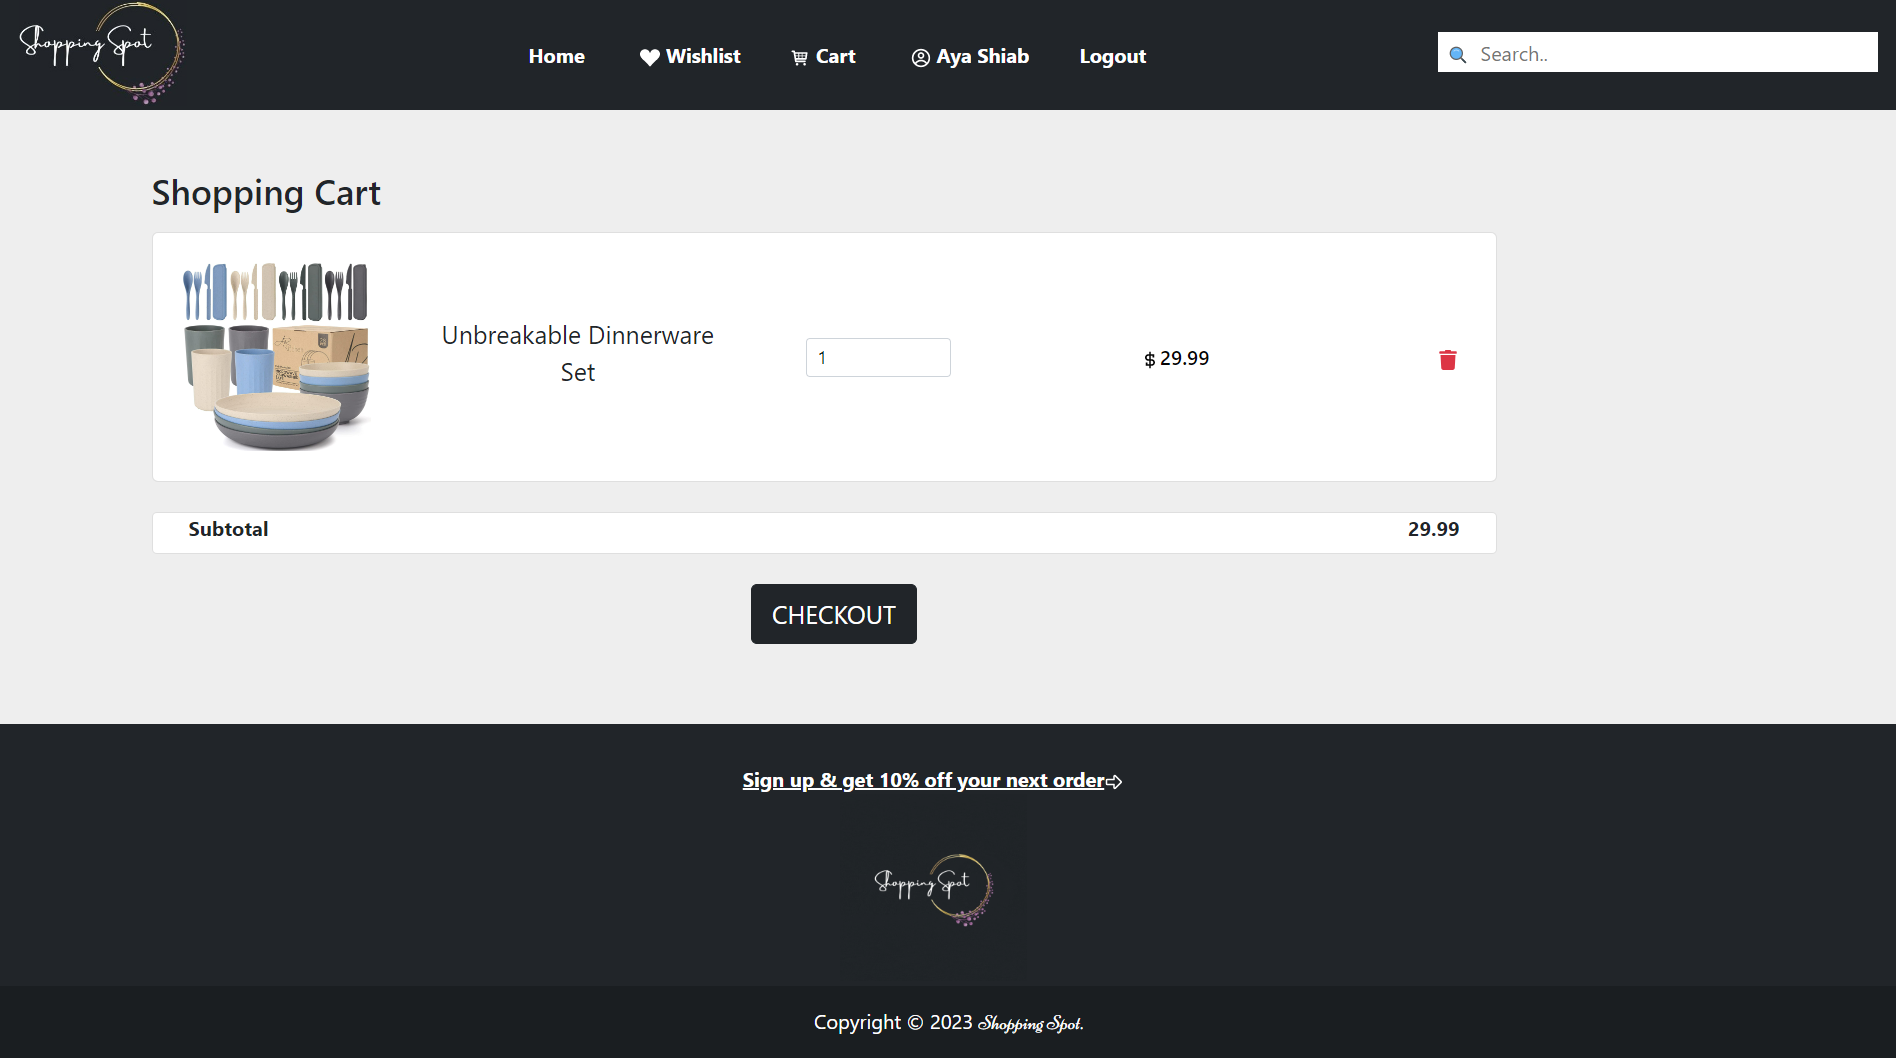 Shopping Spot
Home
Wishlist
Cart
Aya Shiab
Logout
Search..
Shopping Cart
Unbreakable Dinnerware
Set
1
$ 29.99
Subtotal
29.99
CHECKOUT
Sign up & get 10% off your next order
Shopping Spot
Copyright © 2023 Shopping Spot.